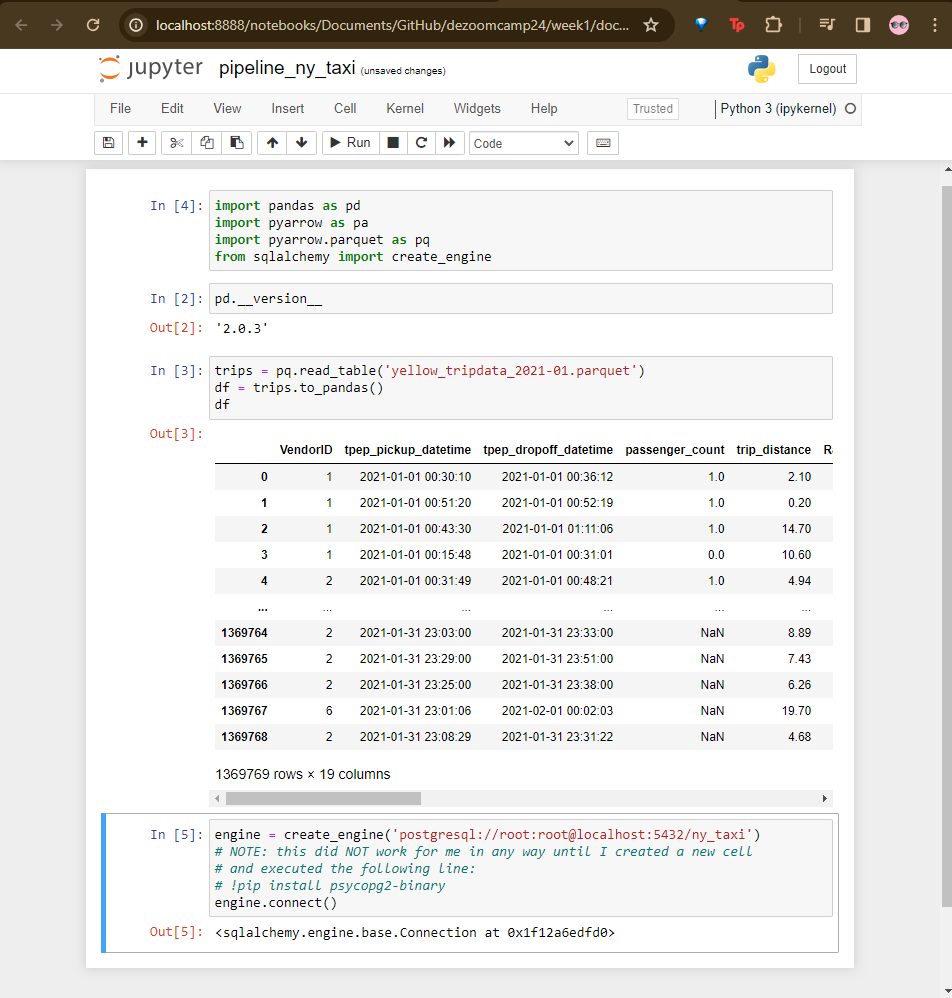 localhost:8888/notebooks/Documents/GitHub/dezoomcamp24/week1/doc...
Tp
jupyter pipeline_ny_taxi (unsaved changes)
Logout
File Edit View Insert Cell Kernel Widgets Help
Trusted
Python 3 (ipykernel)
Run
Code
In [4]: import pandas as pd
import pyarrow as pa
import pyarrow.parquet as pq
from sqlalchemy import create_engine
In [2]: pd.__version__
Out[2]: '2.0.3'
In [3]: trips = pq.read_table('yellow_tripdata_2021-01.parquet')
df = trips.to_pandas()
df
Out[3]:
VendorID tpep_pickup_datetime tpep_dropoff_datetime passenger_count trip_distance
0 1 2021-01-01 00:30:10 2021-01-01 00:36:12 1.0 2.10
1 1 2021-01-01 00:51:20 2021-01-01 00:52:19 1.0 0.20
2 1 2021-01-01 00:43:30 2021-01-01 01:11:06 1.0 14.70
3 1 2021-01-01 00:15:48 2021-01-01 00:31:01 0.0 10.60
4 2 2021-01-01 00:31:49 2021-01-01 00:48:21 1.0 4.94
... ... ... ... ... ...
1369764 2 2021-01-31 23:03:00 2021-01-31 23:33:00 NaN 8.89
1369765 2 2021-01-31 23:29:00 2021-01-31 23:51:00 NaN 7.43
1369766 2 2021-01-31 23:25:00 2021-01-31 23:38:00 NaN 6.26
1369767 6 2021-01-31 23:01:06 2021-02-01 00:02:03 NaN 19.70
1369768 2 2021-01-31 23:08:29 2021-01-31 23:31:22 NaN 4.68
1369769 rows × 19 columns
In [5]: engine = create_engine('postgresql://root:root@localhost:5432/ny_taxi')
# NOTE: this did NOT work for me in any way until I created a new cell
# and executed the following line:
# !pip install psycopg2-binary
engine.connect()
Out[5]: <sqlalchemy.engine.base.Connection at 0x1f12a6edfd0>